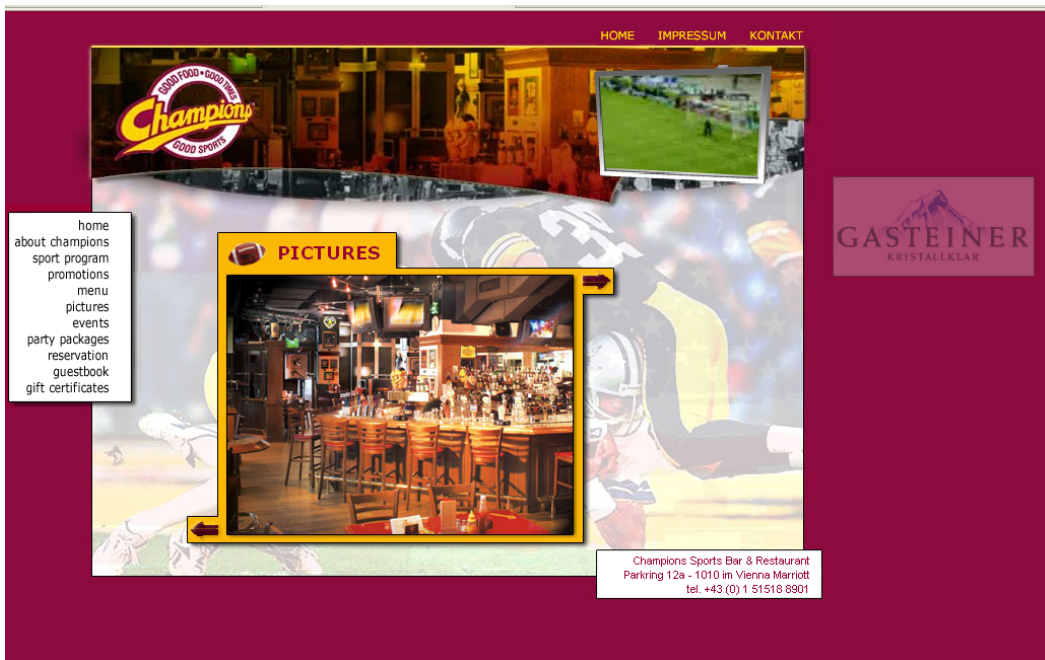 HOME IMPRESSUM KONTAKT
GOOD FOOD • GOOD TIMES
Champions
GOOD SPORTS
home
about champions
sport program
promotions
menu
pictures
events
party packages
reservation
guestbook
gift certificates
PICTURES
GASTEINER
KRISTALLKLAR
Champions Sports Bar & Restaurant
Parkring 12a - 1010 im Vienna Marriott
tel. +43 (0) 1 51518 8901